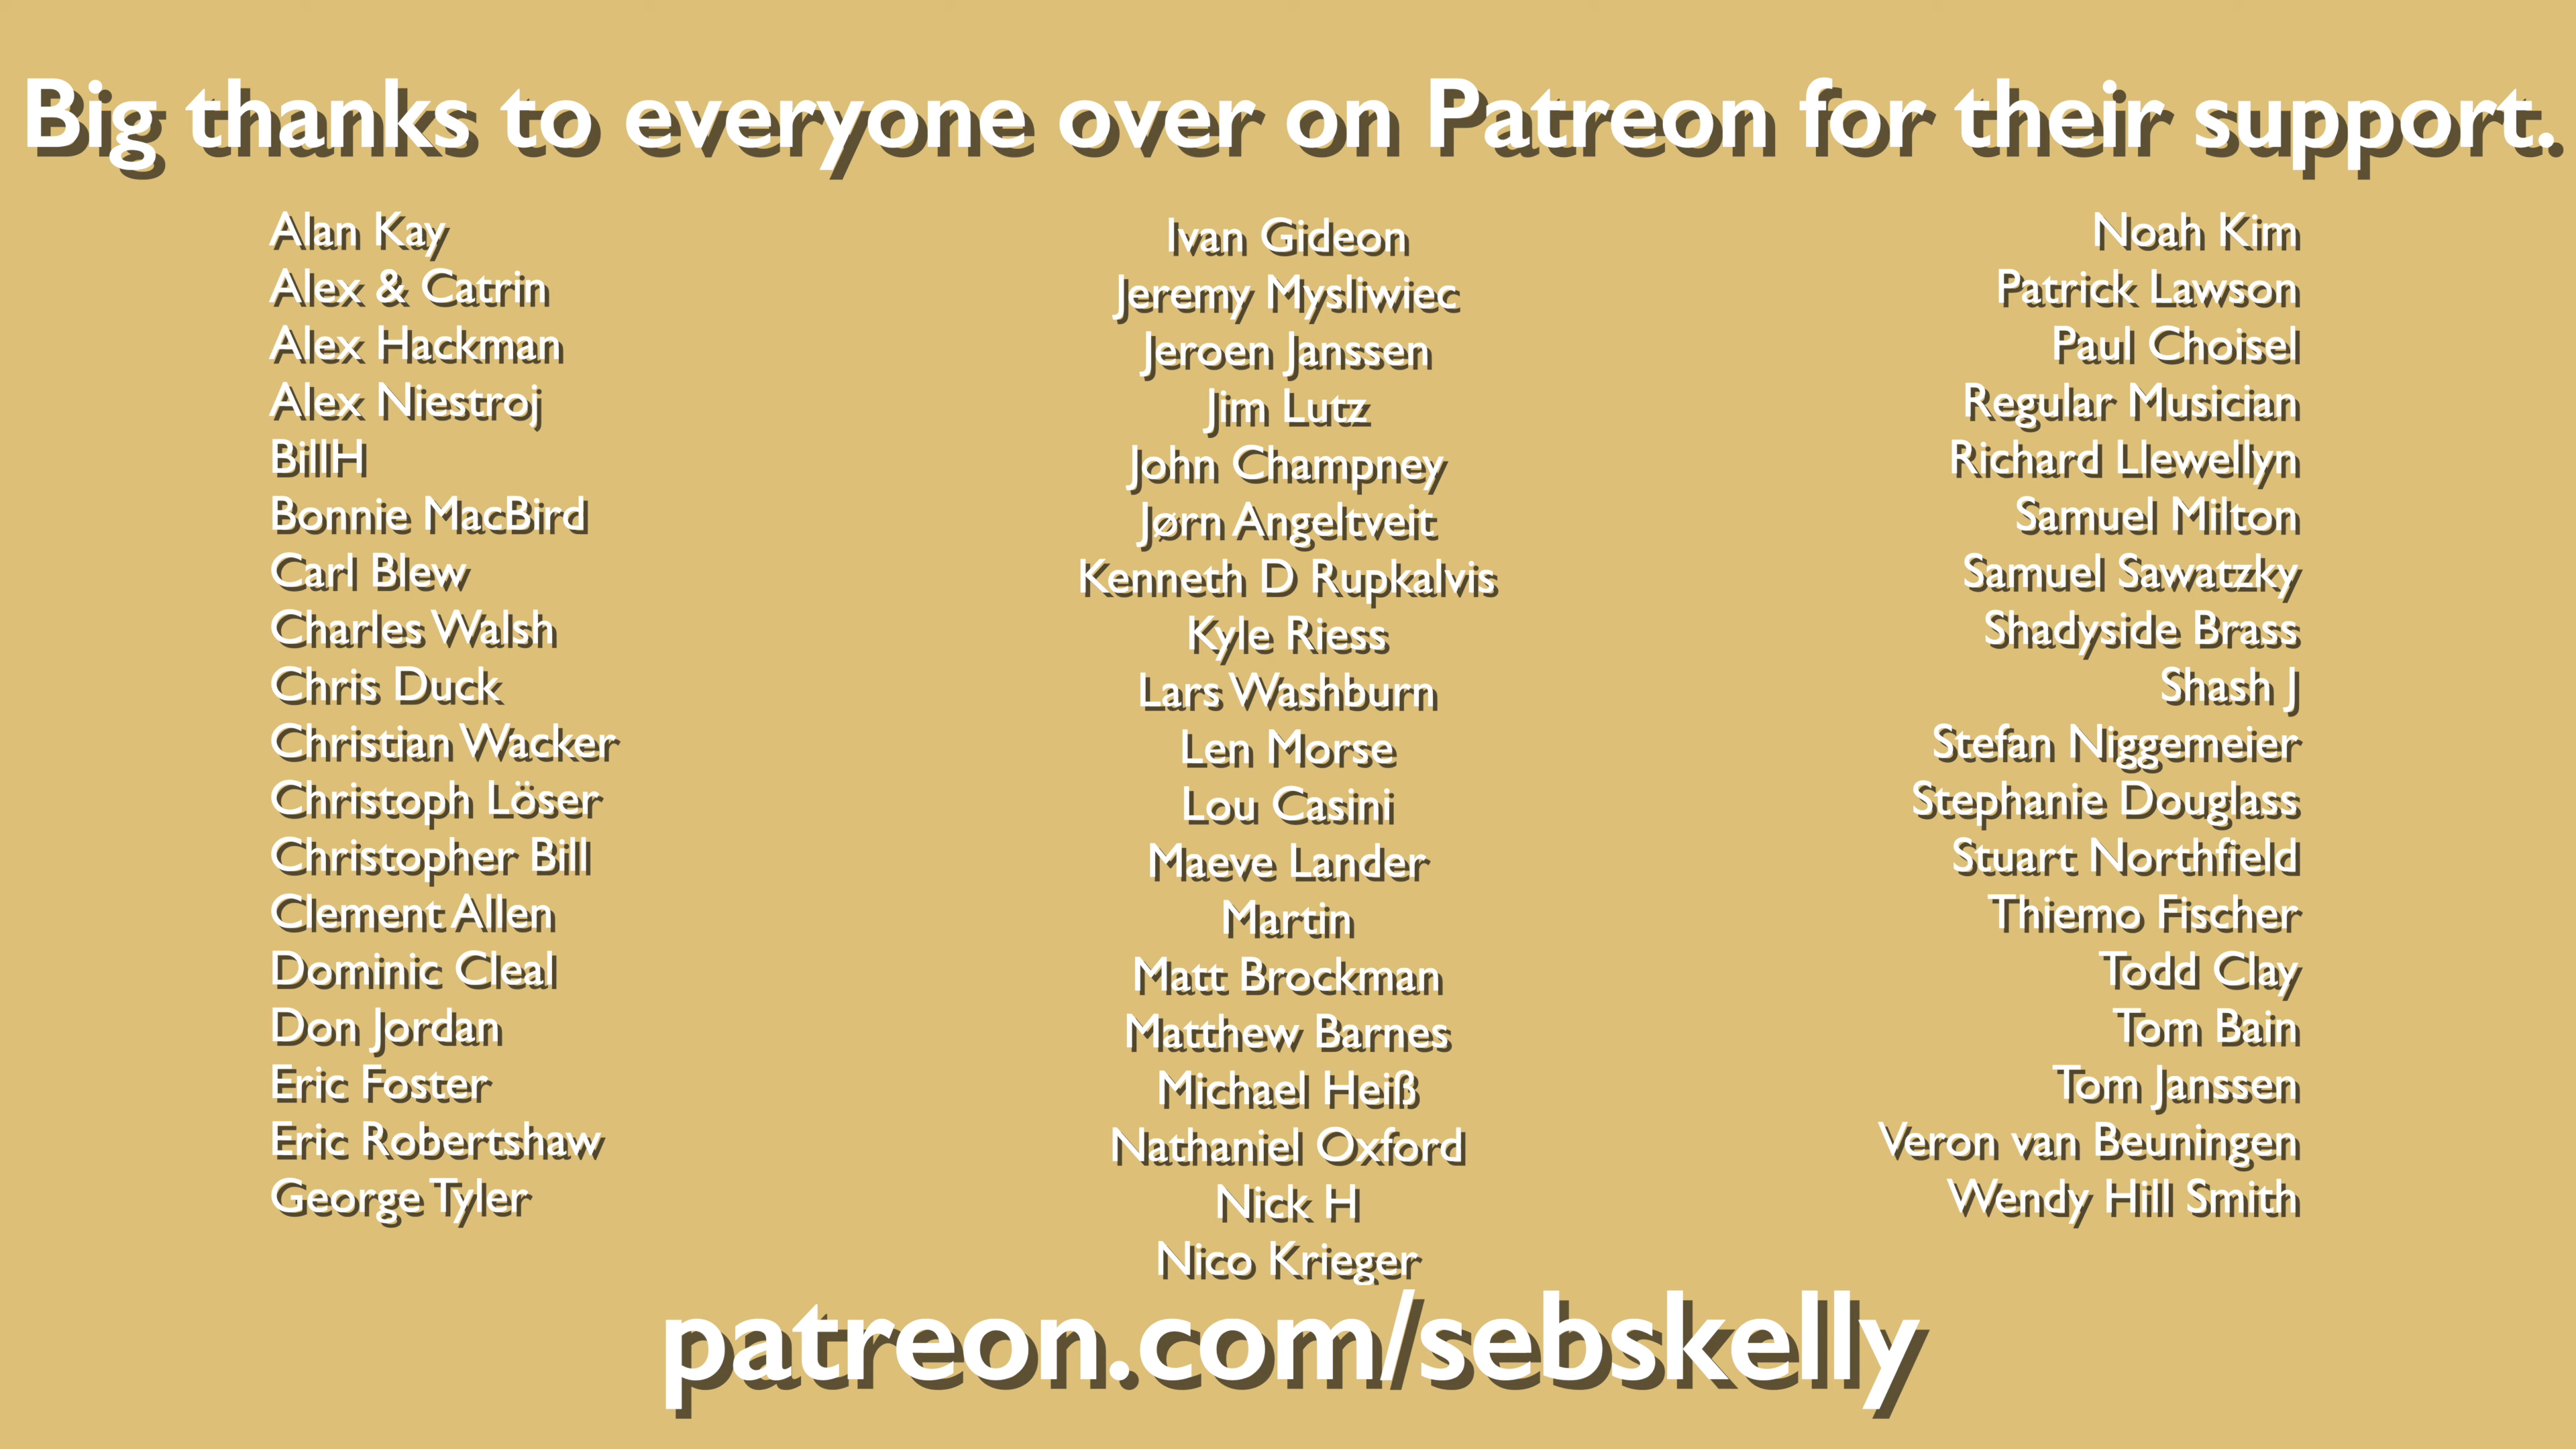 Big thanks to everyone over on Patreon for their support.
Alan Kay
Alex & Catrin
Alex Hackman
Alex Niestroj
BillH
Bonnie MacBird
Carl Blew
Charles Walsh
Chris Duck
Christian Wacker
Christoph Löser
Christopher Bill
Clement Allen
Dominic Cleal
Don Jordan
Eric Foster
Eric Robertshaw
George Tyler
Ivan Gideon
Jeremy Mysliwiec
Jeroen Janssen
Jim Lutz
John Champney
Jørn Angeltveit
Kenneth D Rupkalvis
Kyle Riess
Lars Washburn
Len Morse
Lou Casini
Maeve Lander
Martin
Matt Brockman
Matthew Barnes
Michael Heiß
Nathaniel Oxford
Nick H
Nico Krieger
Noah Kim
Patrick Lawson
Paul Choisel
Regular Musician
Richard Llewellyn
Samuel Milton
Samuel Sawatzky
Shadyside Brass
Shash J
Stefan Niggemeier
Stephanie Douglass
Stuart Northfield
Thiemo Fischer
Todd Clay
Tom Bain
Tom Janssen
Veron van Beuningen
Wendy Hill Smith
patreon.com/sebskelly